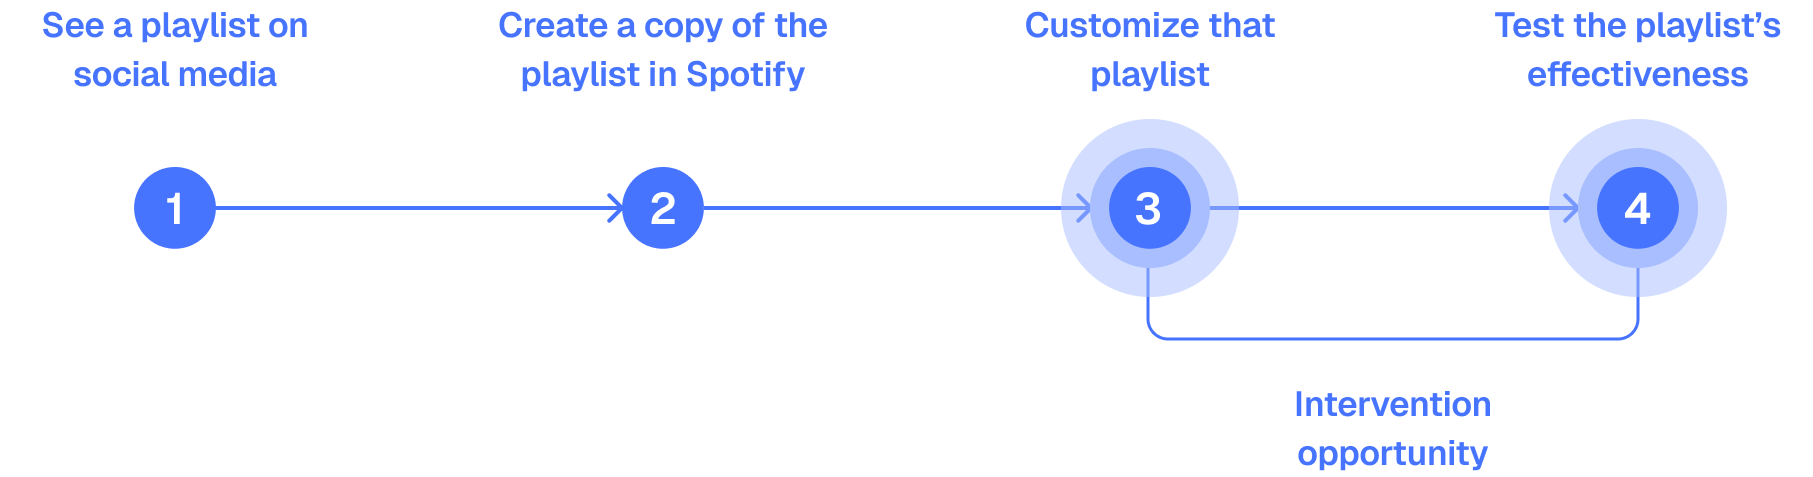 See a playlist on
social media
Create a copy of the
playlist in Spotify
Customize that
playlist
Test the playlist’s
effectiveness
1
2
3
4
Intervention
opportunity